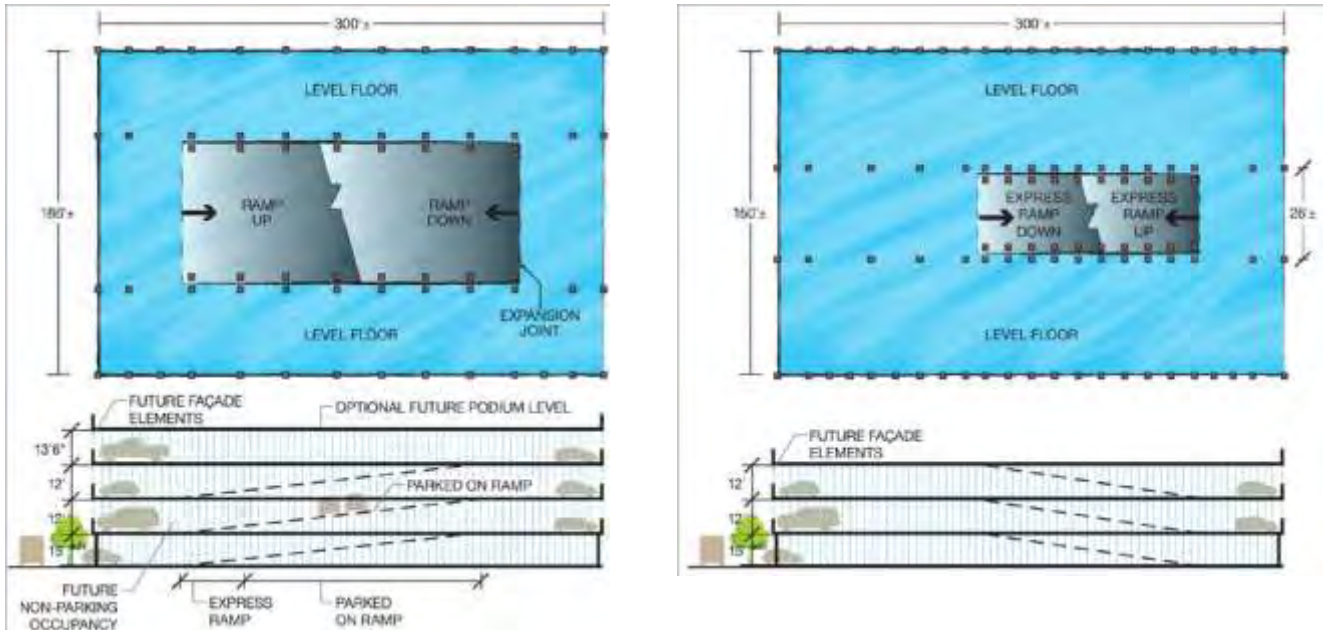 300'±
LEVEL FLOOR
RAMP
UP
RAMP
DOWN
EXPANSION
JOINT
LEVEL FLOOR
FUTURE FAÇADE
ELEMENTS
OPTIONAL FUTURE PODIUM LEVEL
13'6"
12'
PARKED ON RAMP
12'
15'
FUTURE
NON-PARKING
OCCUPANCY
EXPRESS
RAMP
PARKED
ON RAMP
300'±
LEVEL FLOOR
150'±
EXPRESS
RAMP
DOWN
EXPRESS
RAMP
UP
26'±
LEVEL FLOOR
FUTURE FAÇADE
ELEMENTS
12'
12'
15'